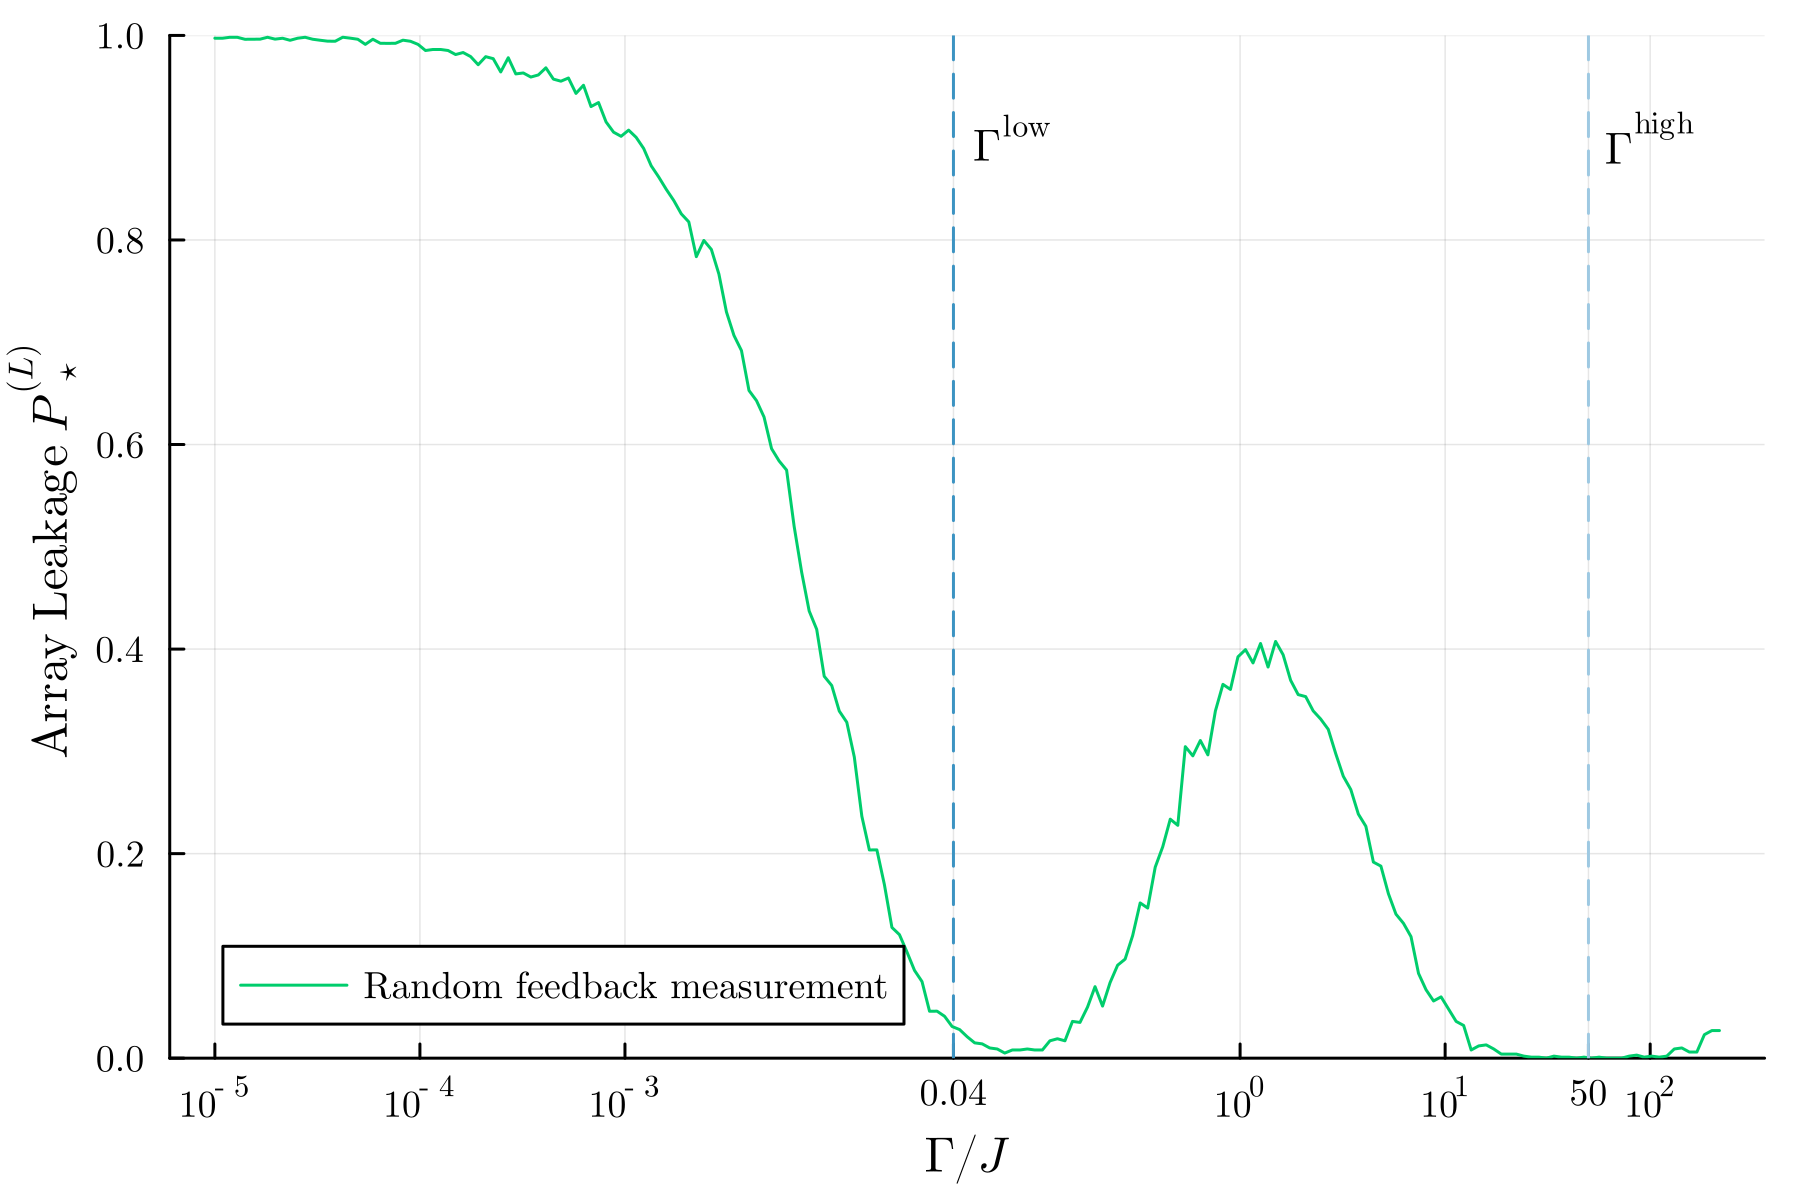 1.0
0.8
0.6
0.4
0.2
0.0
Array Leakage P⋆^(L)
Γ^low
Γ^high
Random feedback measurement
10^-5 10^-4 10^-3 0.04 10^0 10^1 50 10^2
Γ/J